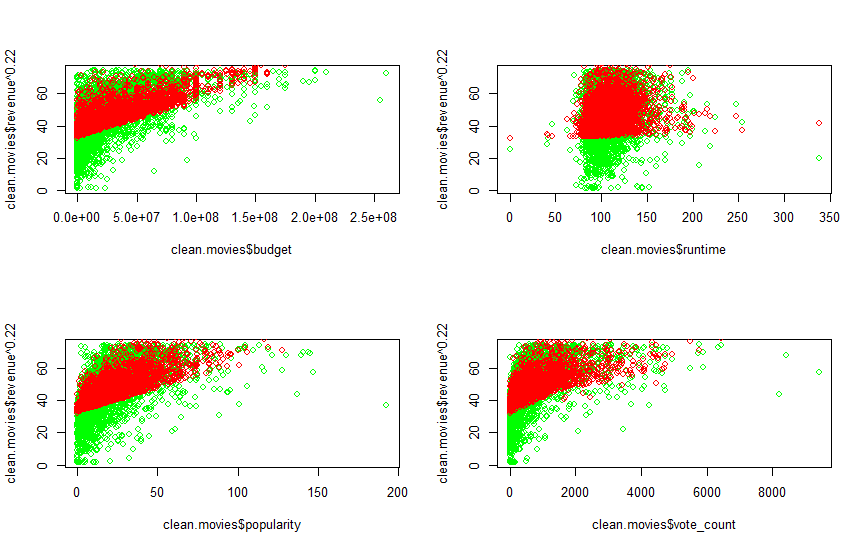 clean.movies$revenue^0.22
0 20 40 60
0.0e+00 5.0e+07 1.0e+08 1.5e+08 2.0e+08 2.5e+08
clean.movies$budget
clean.movies$revenue^0.22
0 20 40 60
0 50 100 150 200 250 300 350
clean.movies$runtime
clean.movies$revenue^0.22
0 20 40 60
0 50 100 150 200
clean.movies$popularity
clean.movies$revenue^0.22
0 20 40 60
0 2000 4000 6000 8000
clean.movies$vote_count